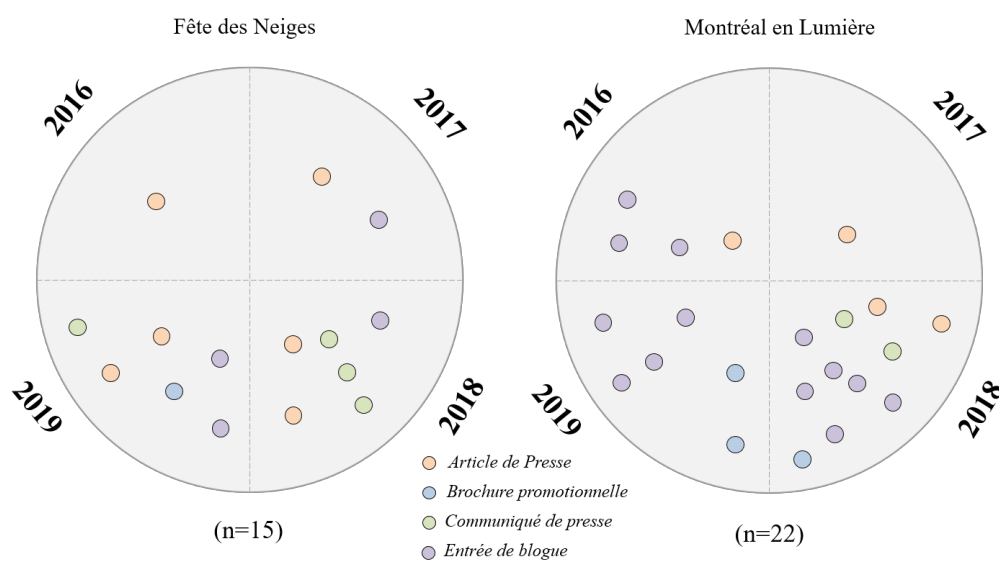 Fête des Neiges
Montréal en Lumière
2016
2017
2016
2017
2019
2018
2019
2018
Article de Presse
Brochure promotionnelle
Communiqué de presse
Entrée de blogue
(n=15)
(n=22)